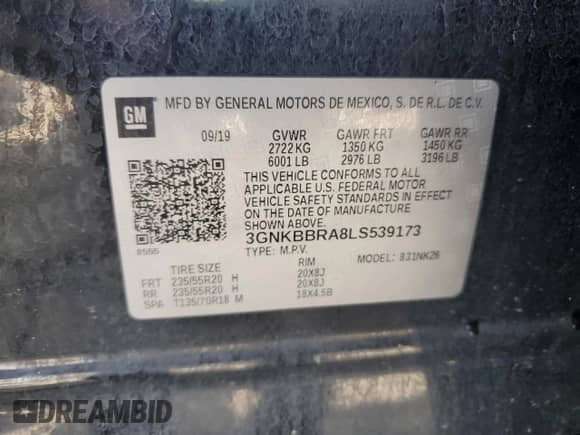 GM
MFD BY GENERAL MOTORS DE MEXICO, S. DE R.L. DE C.V.
09/19 GVWR GAWR FRT GAWR RR
2722 KG 1350 KG 1450 KG
6001 LB 2976 LB 3196 LB
THIS VEHICLE CONFORMS TO ALL
APPLICABLE U.S. FEDERAL MOTOR
VEHICLE SAFETY STANDARDS IN EFFECT
ON THE DATE OF MANUFACTURE
SHOWN ABOVE.
3GNKBBRA8LS539173
8555 TYPE: M.P.V. MODEL: 831NK26
TIRE SIZE RIM
FRT 235/55R20 H 20X8J
RR 235/55R20 H 20X8J
SPA T135/70R18 M 18X4.5B
DREAMBID